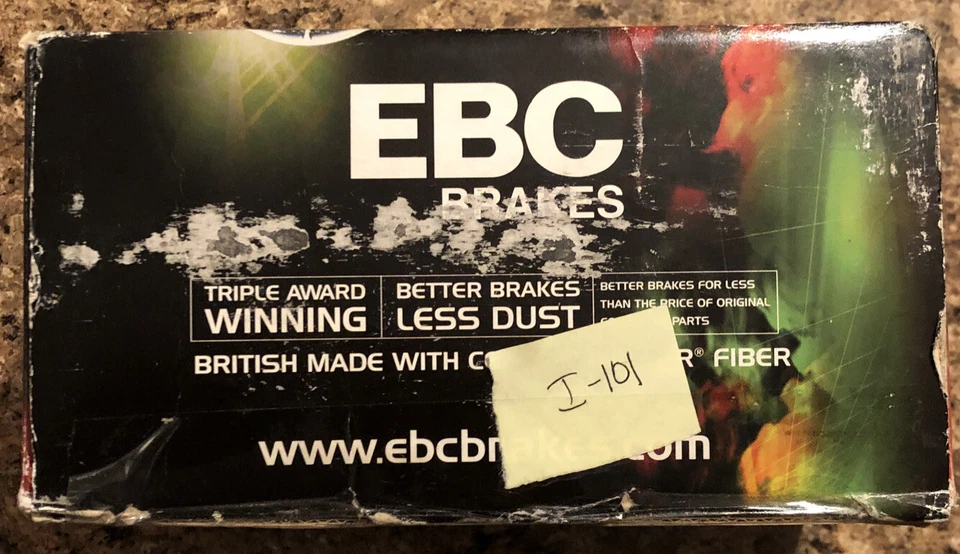 EBC
BRAKES
TRIPLE AWARD
WINNING
BETTER BRAKES
LESS DUST
BETTER BRAKES FOR LESS
THAN THE PRICE OF ORIGINAL
PARTS
BRITISH MADE WITH FIBER
I-101
www.ebcbrakes.com